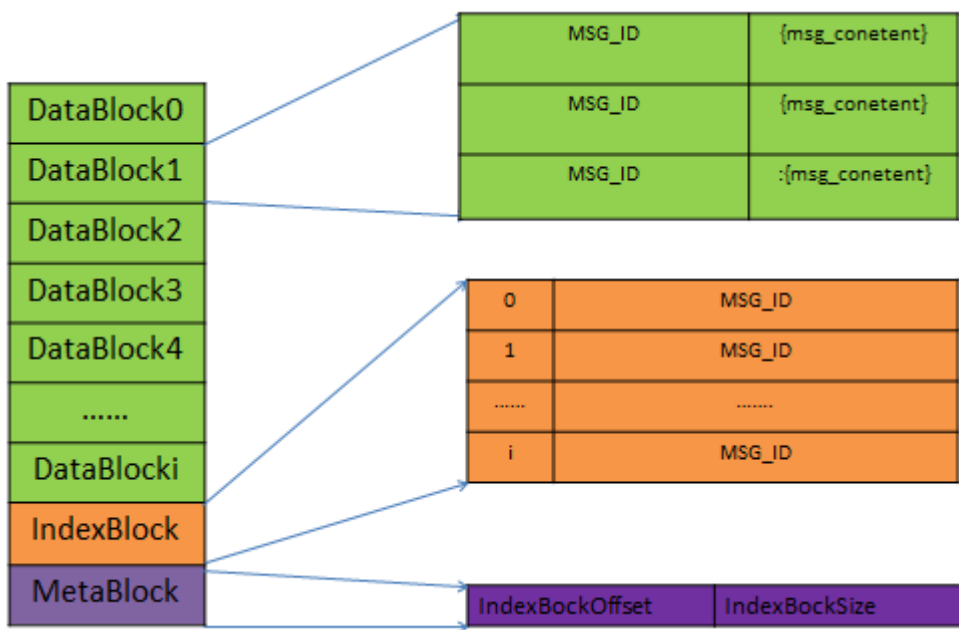 DataBlock0
DataBlock1
DataBlock2
DataBlock3
DataBlock4
......
DataBlocki
IndexBlock
MetaBlock
MSG_ID {msg_conetent}
MSG_ID {msg_conetent}
MSG_ID :{msg_conetent}
0 MSG_ID
1 MSG_ID
...... .......
i MSG_ID
IndexBockOffset IndexBockSize